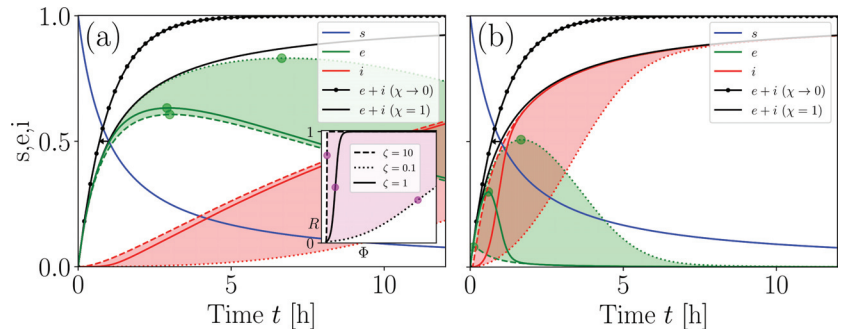 (a)
s
e
i
e + i (χ → 0)
e + i (χ = 1)
ζ = 10
ζ = 0.1
ζ = 1
1
R
0
Φ
s,e,i
1.0
0.5
0.0
0
5
10
Time t [h]
(b)
s
e
i
e + i (χ → 0)
e + i (χ = 1)
0
5
10
Time t [h]